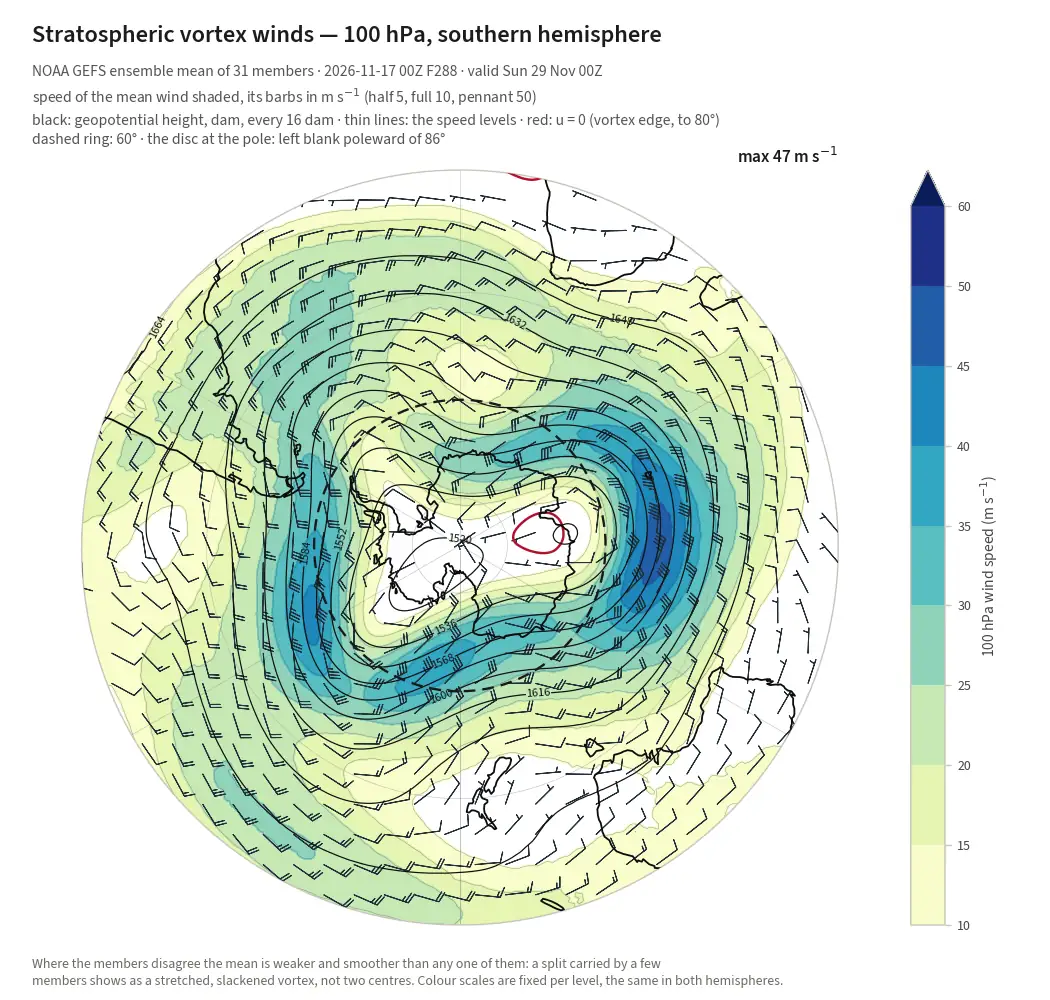 Stratospheric vortex winds — 100 hPa, southern hemisphere
NOAA GEFS ensemble mean of 31 members · 2026-11-17 00Z F288 · valid Sun 29 Nov 00Z
speed of the mean wind shaded, its barbs in m s⁻¹ (half 5, full 10, pennant 50)
black: geopotential height, dam, every 16 dam · thin lines: the speed levels · red: u = 0 (vortex edge, to 80°)
dashed ring: 60° · the disc at the pole: left blank poleward of 86°
max 47 m s⁻¹
1664
1632
1648
1520
1552
1584
1536
1568
1600
1616
60
50
45
40
35
30
25
20
15
10
100 hPa wind speed (m s⁻¹)
Where the members disagree the mean is weaker and smoother than any one of them: a split carried by a few
members shows as a stretched, slackened vortex, not two centres. Colour scales are fixed per level, the same in both hemispheres.